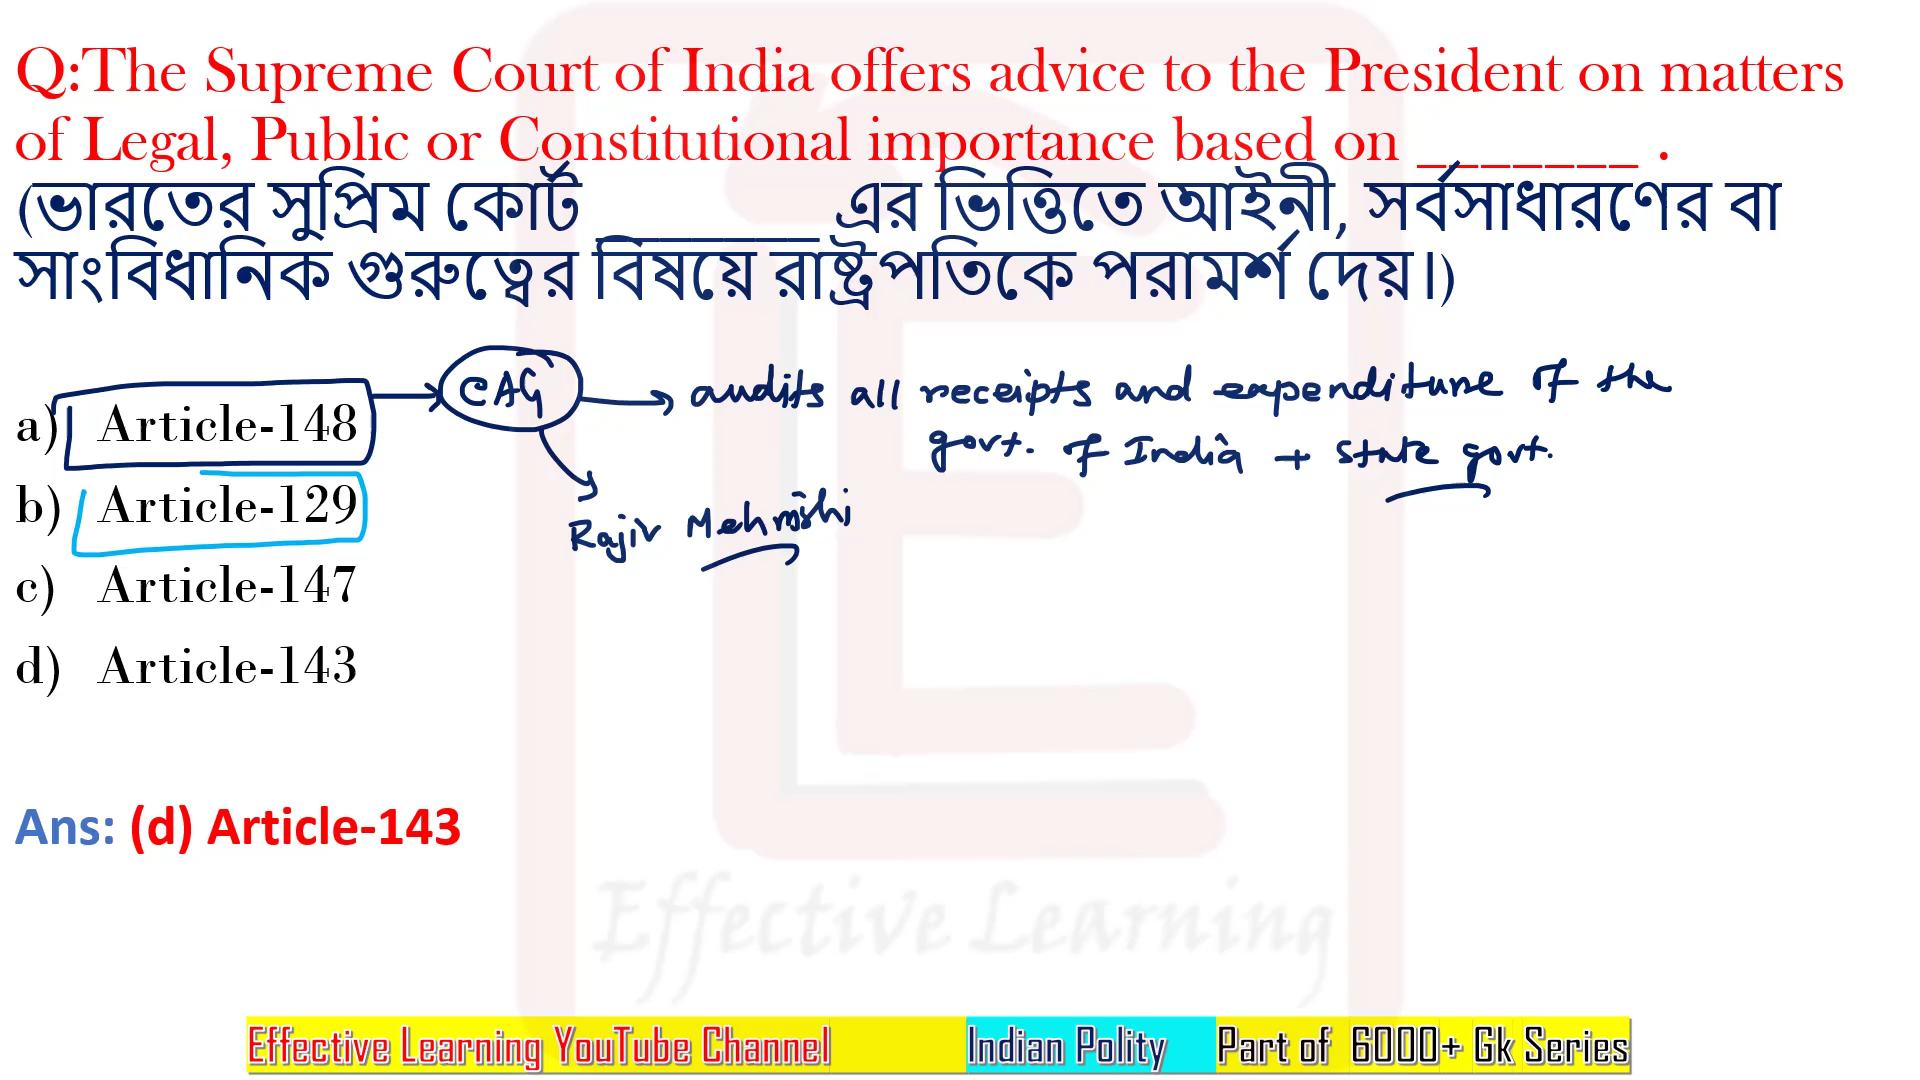 Q:The Supreme Court of India offers advice to the President on matters
of Legal, Public or Constitutional importance based on _______ .
(ভারতের সুপ্রিম কোর্ট _______ এর ভিত্তিতে আইনী, সর্বসাধারণের বা
সাংবিধানিক গুরুত্বের বিষয়ে রাষ্ট্রপতিকে পরামর্শ দেয়।)
a) Article-148
CAG
audits all receipts and expenditure of the
govt. of India + state govt.
b) Article-129
Rajiv Mehrishi
c) Article-147
d) Article-143
Ans: (d) Article-143
Effective Learning
Effective Learning YouTube Channel Indian Polity Part of 6000+ Gk Series